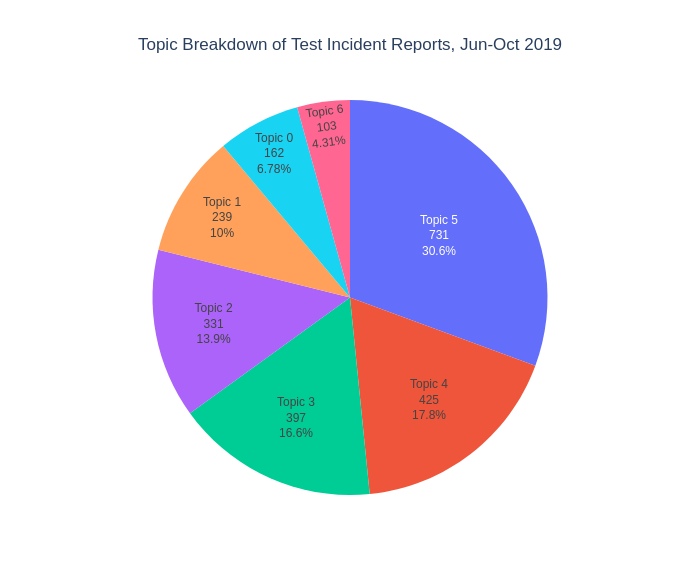 Topic Breakdown of Test Incident Reports, Jun-Oct 2019
Topic 6
103
4.31%
Topic 0
162
6.78%
Topic 1
239
10%
Topic 5
731
30.6%
Topic 2
331
13.9%
Topic 4
425
17.8%
Topic 3
397
16.6%